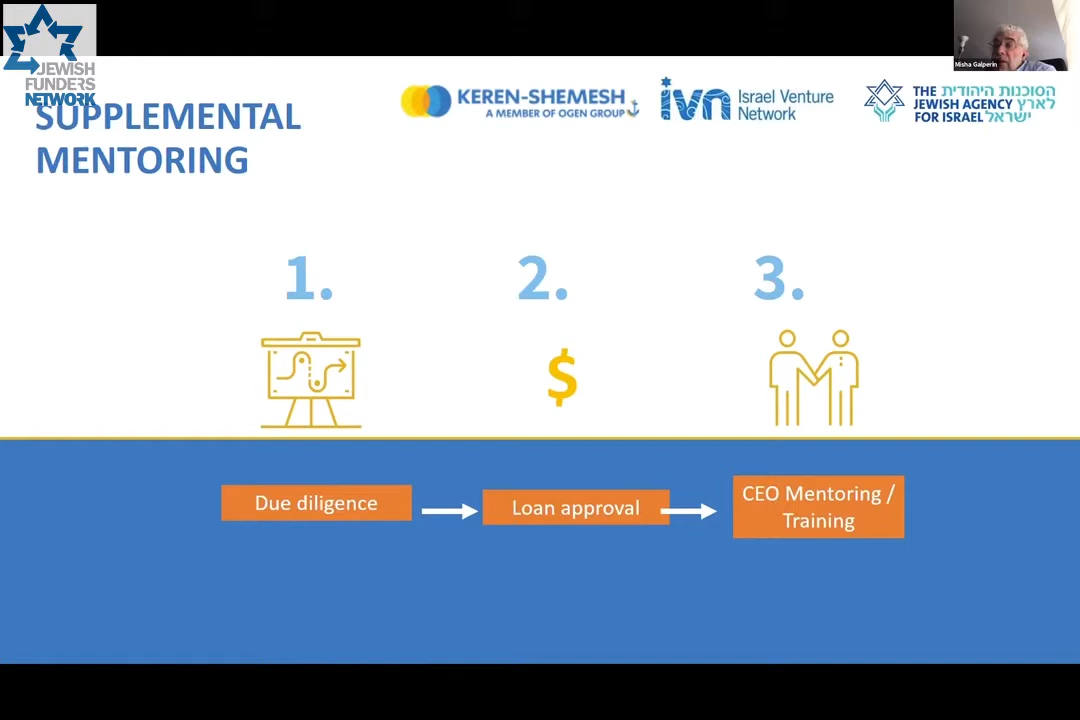 JEWISH
FUNDERS
NETWORK
Misha Galperin
SUPPLEMENTAL
MENTORING
KEREN-SHEMESH
A MEMBER OF OGEN GROUP
ivn
Israel Venture
Network
THE
JEWISH AGENCY
FOR ISRAEL
הסוכנות היהודית
לארץ
ישראל
1.
2.
3.
$
Due diligence
Loan approval
CEO Mentoring /
Training